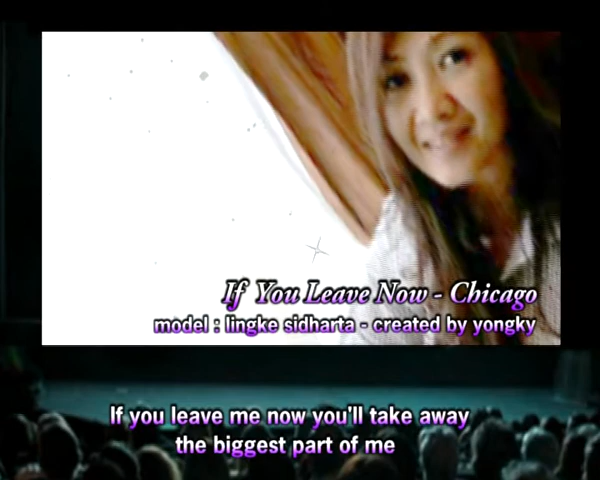 If You Leave Now - Chicago
model : lingke sidharta - created by yongky
If you leave me now you'll take away
the biggest part of me